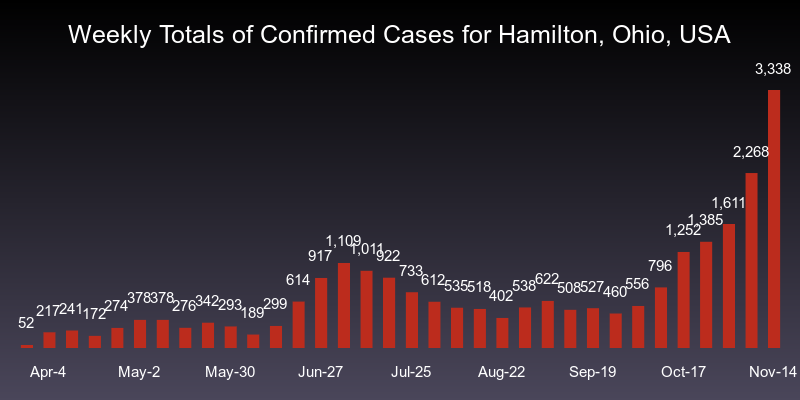 Weekly Totals of Confirmed Cases for Hamilton, Ohio, USA
52 217 241 172 274 378 378 276 342 293 189 299 614 917 1,109 1,011 922 733 612 535 518 402 538 622 508 527 460 556 796 1,252 1,385 1,611 2,268 3,338
Apr-4 May-2 May-30 Jun-27 Jul-25 Aug-22 Sep-19 Oct-17 Nov-14